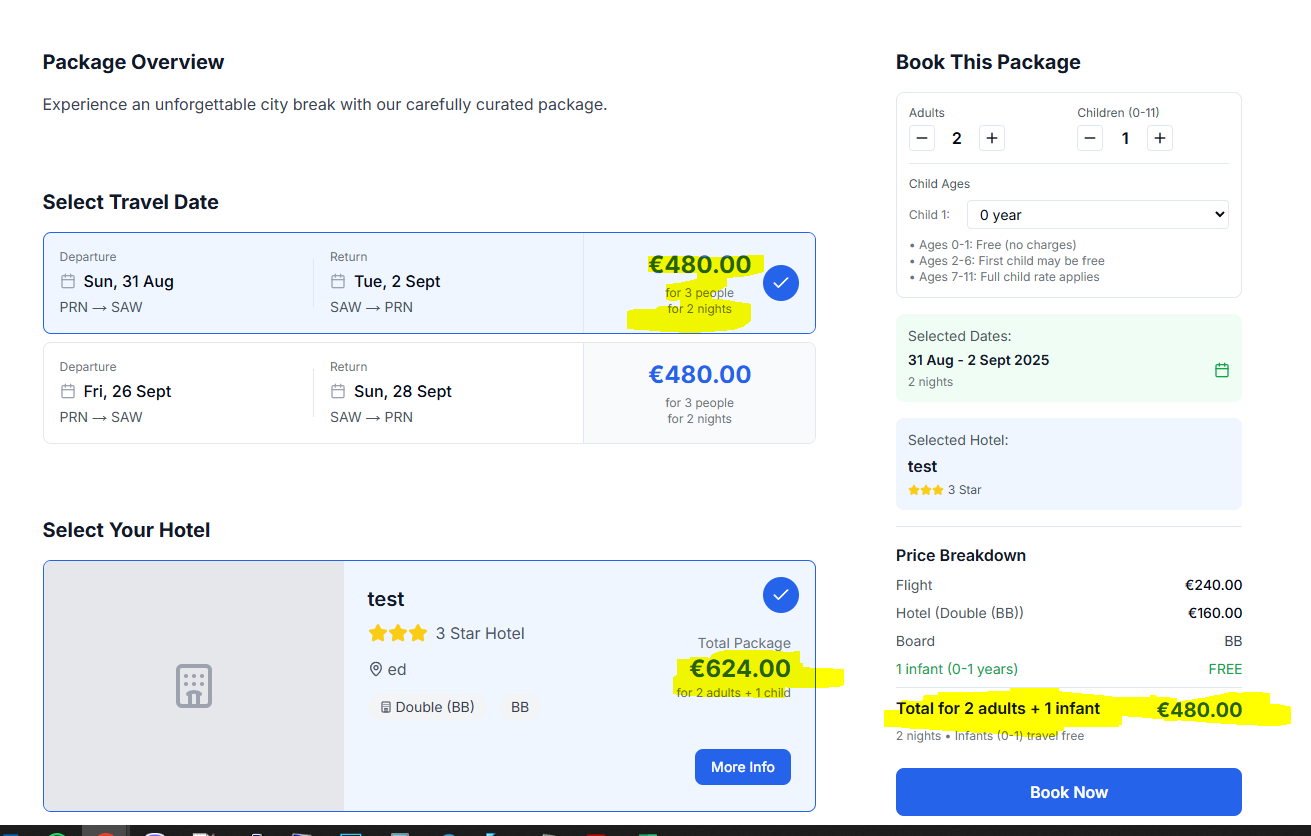 Package Overview
Experience an unforgettable city break with our carefully curated package.
Select Travel Date
Departure
Sun, 31 Aug
PRN → SAW
Return
Tue, 2 Sept
SAW → PRN
€480.00
for 3 people
for 2 nights
Departure
Fri, 26 Sept
PRN → SAW
Return
Sun, 28 Sept
SAW → PRN
€480.00
for 3 people
for 2 nights
Select Your Hotel
test
3 Star Hotel
ed
Double (BB)
BB
Total Package
€624.00
for 2 adults + 1 child
More Info
Book This Package
Adults
− 2 +
Children (0-11)
− 1 +
Child Ages
Child 1: 0 year
• Ages 0-1: Free (no charges)
• Ages 2-6: First child may be free
• Ages 7-11: Full child rate applies
Selected Dates:
31 Aug - 2 Sept 2025
2 nights
Selected Hotel:
test
3 Star
Price Breakdown
Flight €240.00
Hotel (Double (BB)) €160.00
Board BB
1 infant (0-1 years) FREE
Total for 2 adults + 1 infant €480.00
2 nights • Infants (0-1) travel free
Book Now